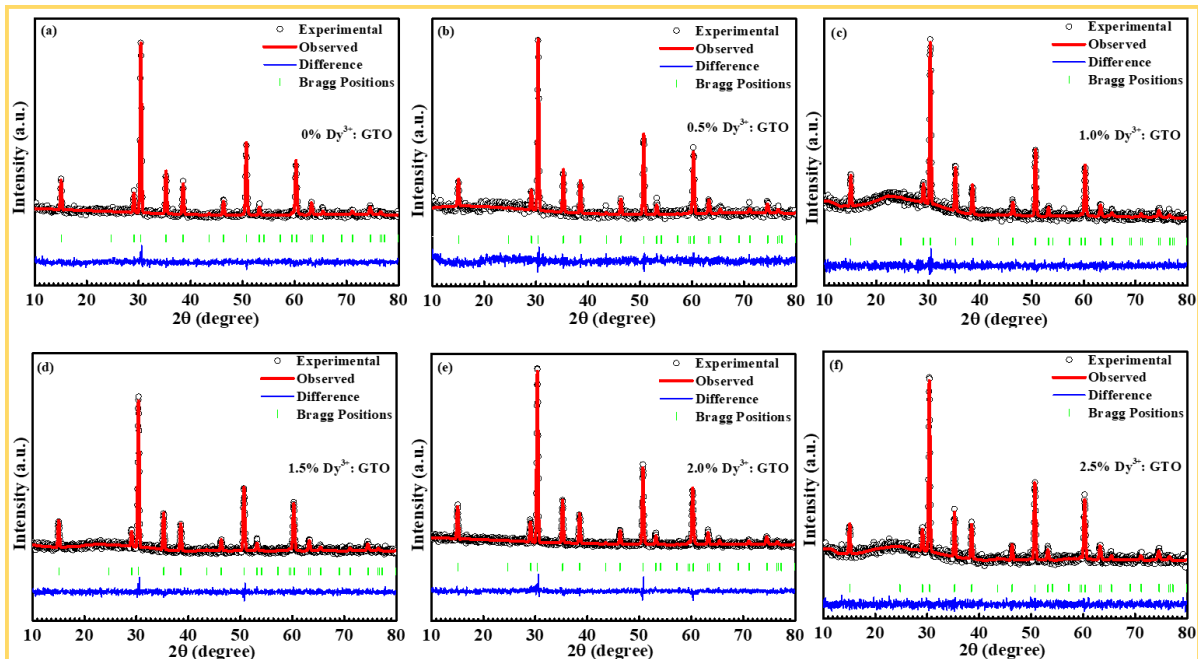 (a)
Experimental
Observed
Difference
Bragg Positions
0% Dy³⁺: GTO
Intensity (a.u.)
10 20 30 40 50 60 70 80
2θ (degree)
(b)
Experimental
Observed
Difference
Bragg Positions
0.5% Dy³⁺: GTO
Intensity (a.u.)
10 20 30 40 50 60 70 80
2θ (degree)
(c)
Experimental
Observed
Difference
Bragg Positions
1.0% Dy³⁺: GTO
Intensity (a.u.)
10 20 30 40 50 60 70 80
2θ (degree)
(d)
Experimental
Observed
Difference
Bragg Positions
1.5% Dy³⁺: GTO
Intensity (a.u.)
10 20 30 40 50 60 70 80
2θ (degree)
(e)
Experimental
Observed
Difference
Bragg Positions
2.0% Dy³⁺: GTO
Intensity (a.u.)
10 20 30 40 50 60 70 80
2θ (degree)
(f)
Experimental
Observed
Difference
Bragg Positions
2.5% Dy³⁺: GTO
Intensity (a.u.)
10 20 30 40 50 60 70 80
2θ (degree)